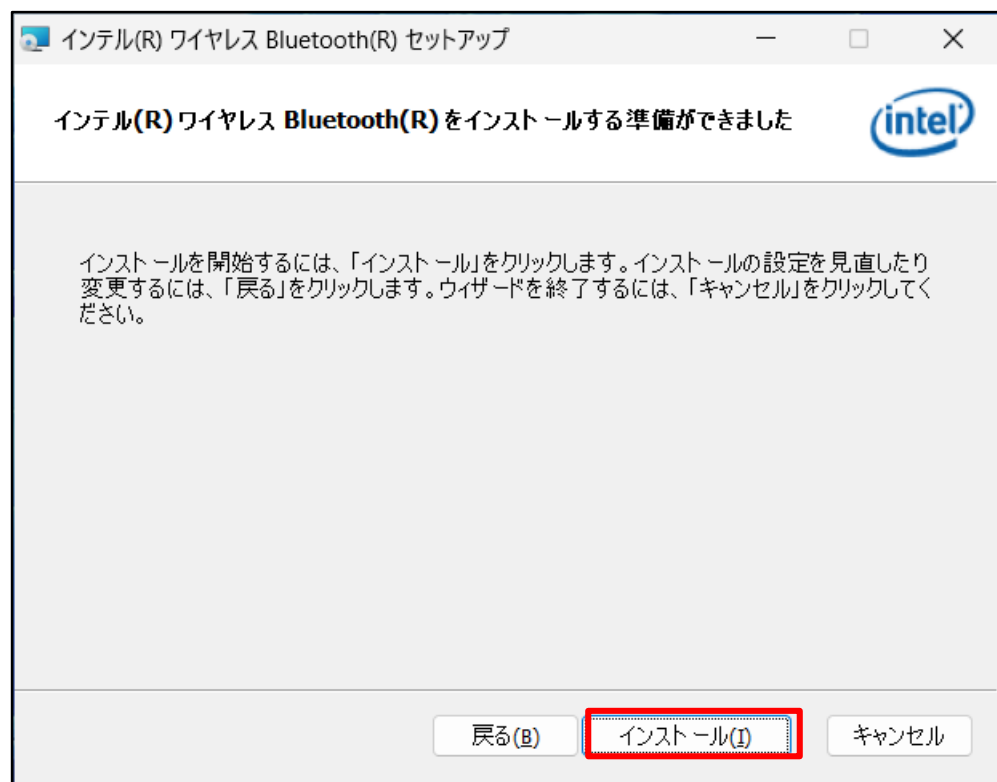 インテル(R) ワイヤレス Bluetooth(R) セットアップ
インテル(R) ワイヤレス Bluetooth(R) をインストールする準備ができました
intel
インストールを開始するには、「インストール」をクリックします。インストールの設定を見直したり
変更するには、「戻る」をクリックします。ウィザードを終了するには、「キャンセル」をクリックしてく
ださい。
戻る(B) インストール(I) キャンセル